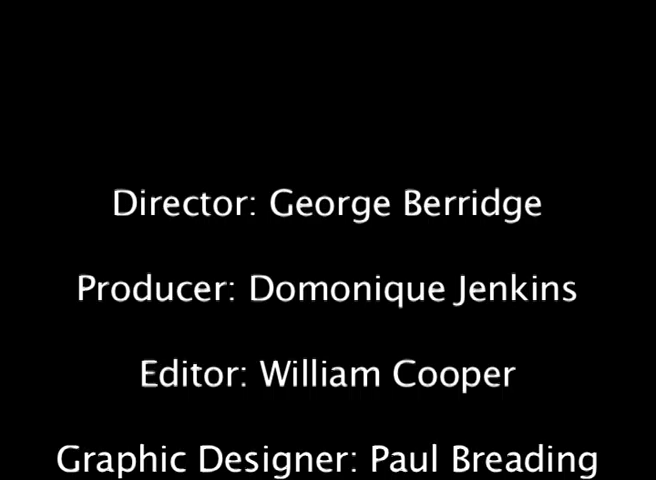 Director: George Berridge
Producer: Domonique Jenkins
Editor: William Cooper
Graphic Designer: Paul Breading